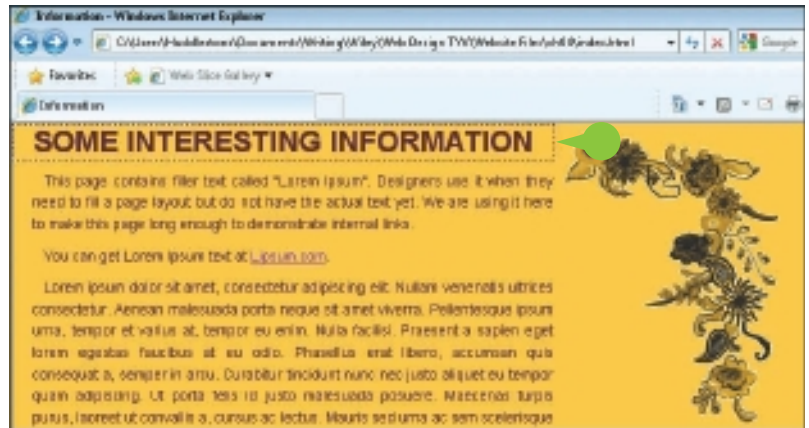 Information - Windows Internet Explorer
Favorites Web Slice Gallery
Information
SOME INTERESTING INFORMATION
This page contains filler text called "Lorem Ipsum". Designers use it when they
need to fill a page layout but do not have the actual text yet. We are using it here
to make this page long enough to demonstrate internal links.
You can get Lorem Ipsum text at Lipsum.com.
Lorem ipsum dolor sit amet, consectetur adipiscing elit. Nullam venenatis ultrices
consectetur. Aenean malesuada porta neque sit amet viverra. Pellentesque ipsum
urna, tempor et varius at, tempor eu enim. Nulla facilisi. Praesent a sapien eget
lorem egestas faucibus at eu odio. Phasellus erat libero, accumsan quis
consequat a, semper in arcu. Curabitur tincidunt nunc nec justo aliquet eu tempor
quam adipiscing. Ut porta felis id justo malesuada posuere. Maecenas turpis
purus, laoreet ut convallis a, cursus ac lectus. Mauris sed urna ac sem scelerisque